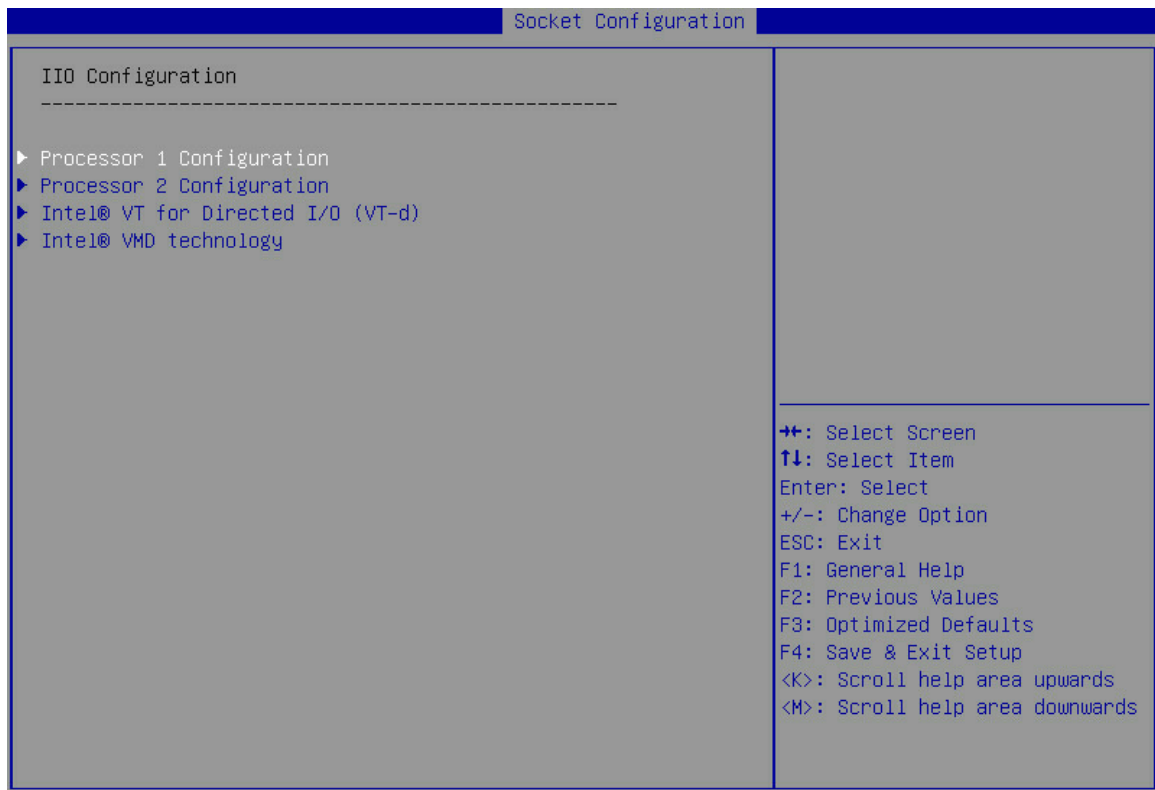 Socket Configuration
IIO Configuration
--------------------------------------------------
Processor 1 Configuration
Processor 2 Configuration
Intel® VT for Directed I/O (VT-d)
Intel® VMD technology
→←: Select Screen
↑↓: Select Item
Enter: Select
+/-: Change Option
ESC: Exit
F1: General Help
F2: Previous Values
F3: Optimized Defaults
F4: Save & Exit Setup
<K>: Scroll help area upwards
<M>: Scroll help area downwards